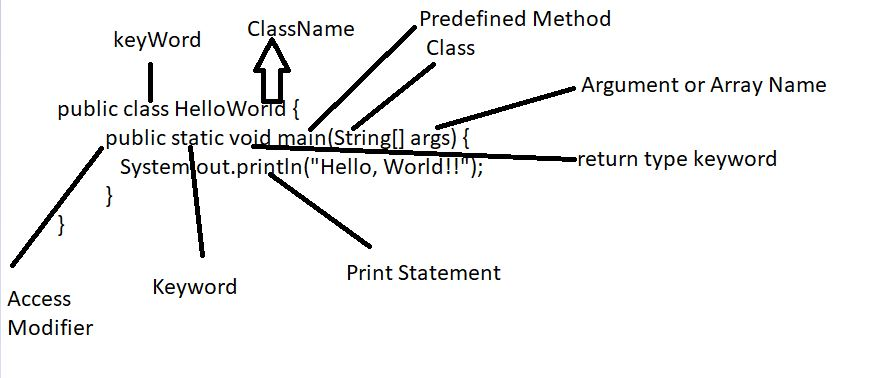 Predefined Method
keyWord
ClassName
Class
Argument or Array Name
public class HelloWorld {
public static void main(String[] args) {
return type keyword
System.out.println("Hello, World!!");
}
}
Print Statement
Keyword
Access
Modifier